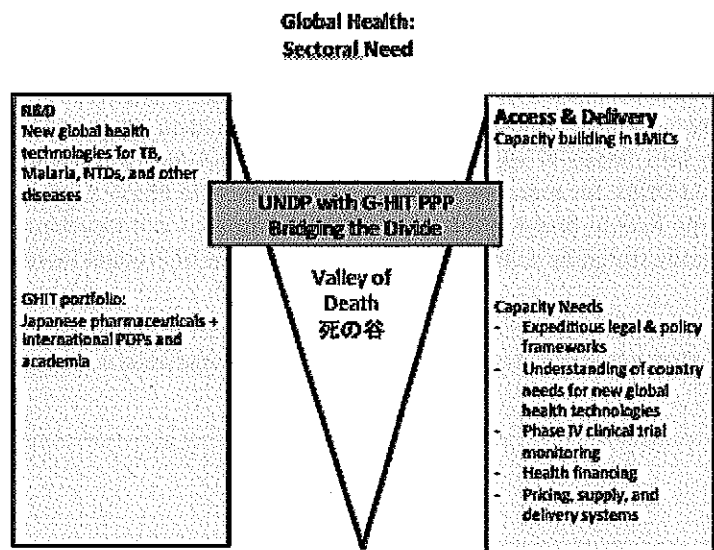 Global Health:
Sectoral Need
R&D
New global health
technologies for TB,
Malaria, NTDs, and other
diseases
GHIT portfolio:
Japanese pharmaceuticals +
international PDPs and
academia
UNDP with G-HIT PPP
Bridging the Divide
Valley of
Death
死の谷
Access & Delivery
Capacity building in LMICs
Capacity Needs
- Expeditious legal & policy
frameworks
- Understanding of country
needs for new global
health technologies
- Phase IV clinical trial
monitoring
- Health financing
- Pricing, supply, and
delivery systems